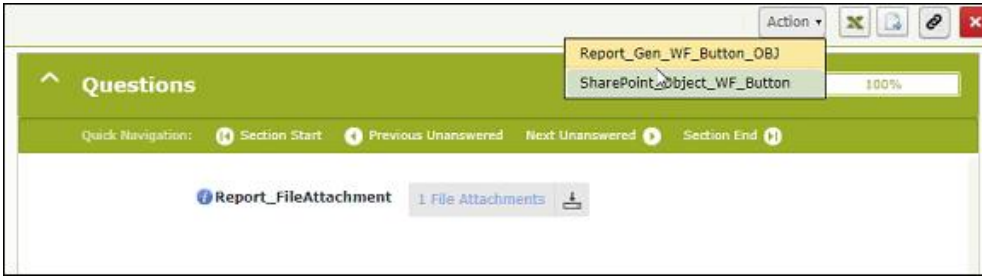 Action
Report_Gen_WF_Button_OBJ
SharePoint_Object_WF_Button
Questions
100%
Quick Navigation: Section Start Previous Unanswered Next Unanswered Section End
Report_FileAttachment 1 File Attachments